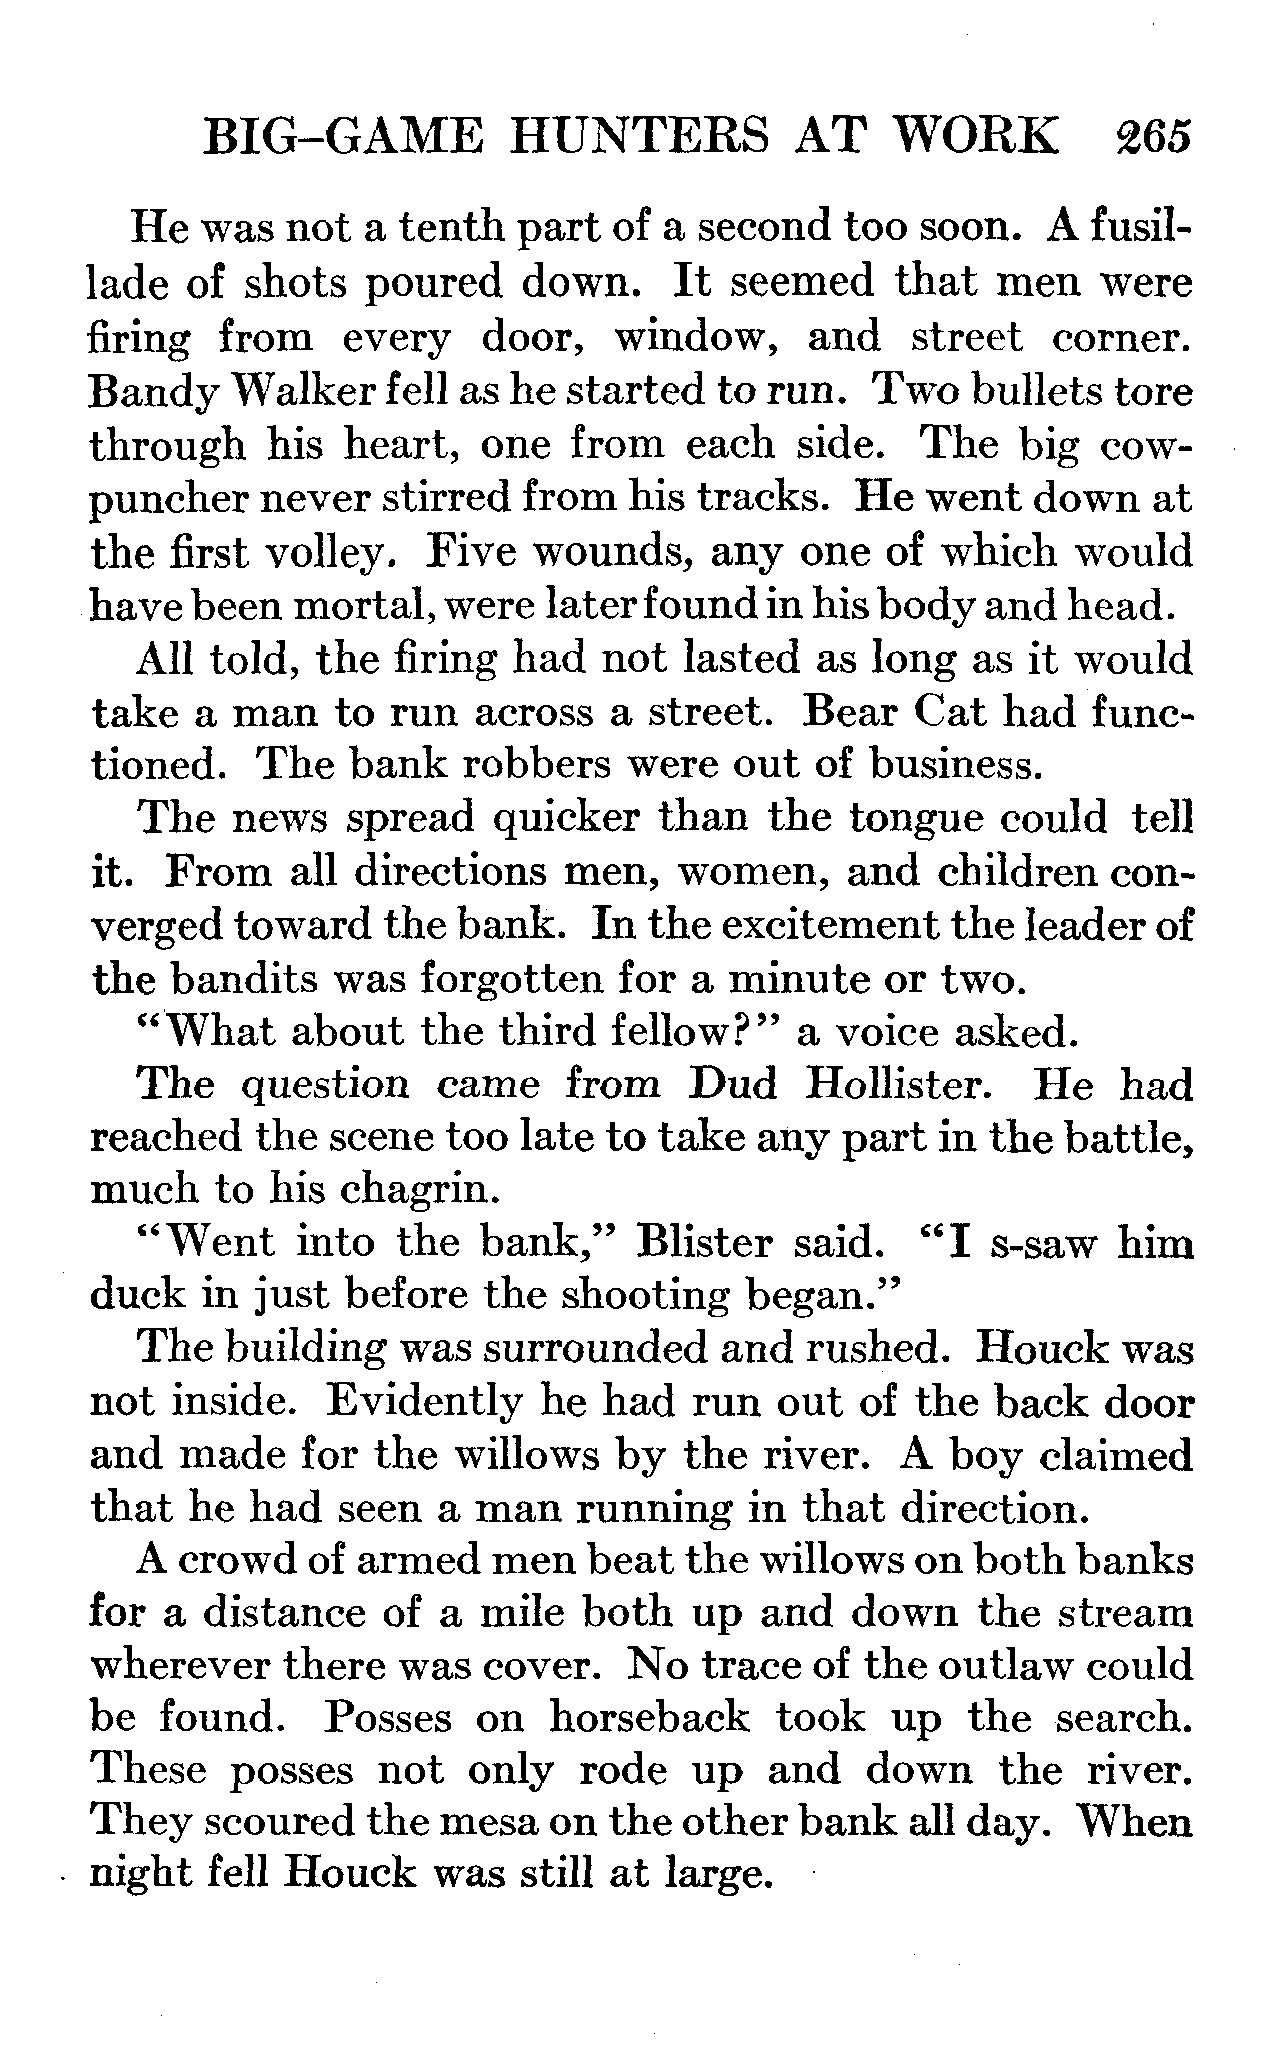 BIG-GAME HUNTERS AT WORK 265
He was not a tenth part of a second too soon. A fusil-
lade of shots poured down. It seemed that men were
firing from every door, window, and street corner.
Bandy Walker fell as he started to run. Two bullets tore
through his heart, one from each side. The big cow-
puncher never stirred from his tracks. He went down at
the first volley. Five wounds, any one of which would
have been mortal, were later found in his body and head.
All told, the firing had not lasted as long as it would
take a man to run across a street. Bear Cat had func-
tioned. The bank robbers were out of business.
The news spread quicker than the tongue could tell
it. From all directions men, women, and children con-
verged toward the bank. In the excitement the leader of
the bandits was forgotten for a minute or two.
"What about the third fellow?" a voice asked.
The question came from Dud Hollister. He had
reached the scene too late to take any part in the battle,
much to his chagrin.
"Went into the bank," Blister said. "I s-saw him
duck in just before the shooting began."
The building was surrounded and rushed. Houck was
not inside. Evidently he had run out of the back door
and made for the willows by the river. A boy claimed
that he had seen a man running in that direction.
A crowd of armed men beat the willows on both banks
for a distance of a mile both up and down the stream
wherever there was cover. No trace of the outlaw could
be found. Posses on horseback took up the search.
These posses not only rode up and down the river.
They scoured the mesa on the other bank all day. When
night fell Houck was still at large.